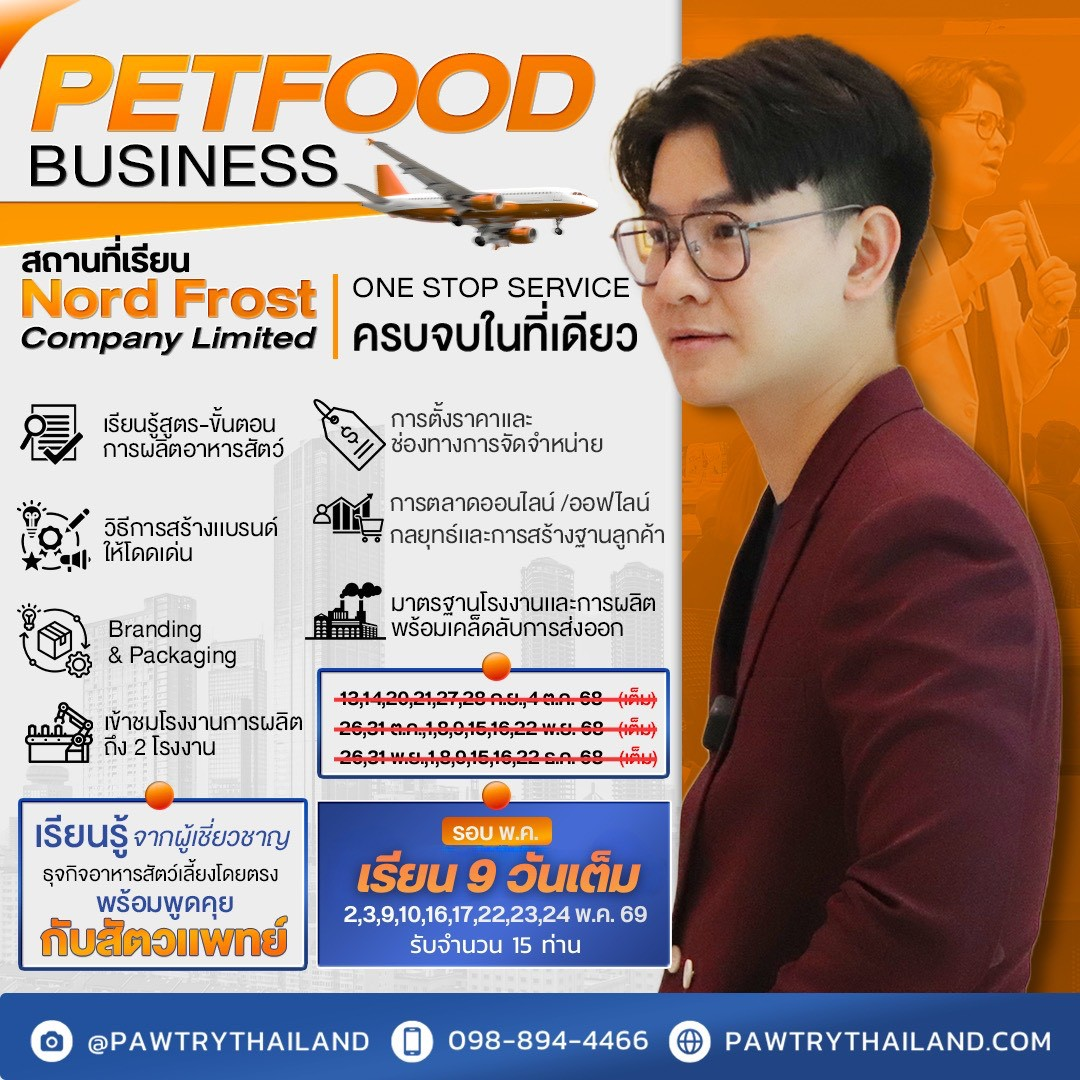 PETFOOD
BUSINESS
สถานที่เรียน
Nord Frost
Company Limited
ONE STOP SERVICE
ครบจบในที่เดียว
เรียนรู้สูตร-ขั้นตอน
การผลิตอาหารสัตว์
วิธีการสร้างแบรนด์
ให้โดดเด่น
Branding
& Packaging
เข้าชมโรงงานการผลิต
ถึง 2 โรงงาน
การตั้งราคาและ
ช่องทางการจัดจำหน่าย
การตลาดออนไลน์ /ออฟไลน์
กลยุทธ์และการสร้างฐานลูกค้า
มาตรฐานโรงงานและการผลิต
พร้อมเคล็ดลับการส่งออก
13,14,20,21,27,28 ก.ย.,4 ต.ค. 68 (เต็ม)
26,31 ต.ค.,1,8,9,15,16,22 พ.ย. 68 (เต็ม)
26,31 พ.ย.,1,8,9,15,16,22 ธ.ค. 68 (เต็ม)
เรียนรู้ จากผู้เชี่ยวชาญ
ธุรกิจอาหารสัตว์เลี้ยงโดยตรง
พร้อมพูดคุย
กับสัตวแพทย์
รอบ พ.ค.
เรียน 9 วันเต็ม
2,3,9,10,16,17,22,23,24 พ.ค. 69
รับจำนวน 15 ท่าน
@PAWTRYTHAILAND
098-894-4466
PAWTRYTHAILAND.COM